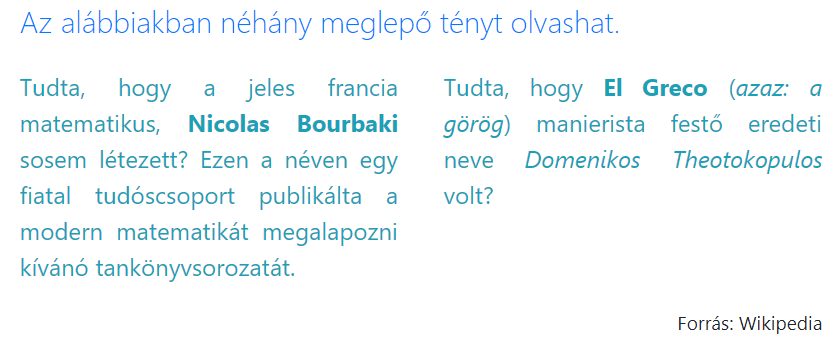 Az alábbiakban néhány meglepő tényt olvashat.
Tudta, hogy a jeles francia
matematikus, Nicolas Bourbaki
sosem létezett? Ezen a néven egy
fiatal tudóscsoport publikálta a
modern matematikát megalapozni
kívánó tankönyvsorozatát.
Tudta, hogy El Greco (azaz: a
görög) manierista festő eredeti
neve Domenikos Theotokopulos
volt?
Forrás: Wikipedia